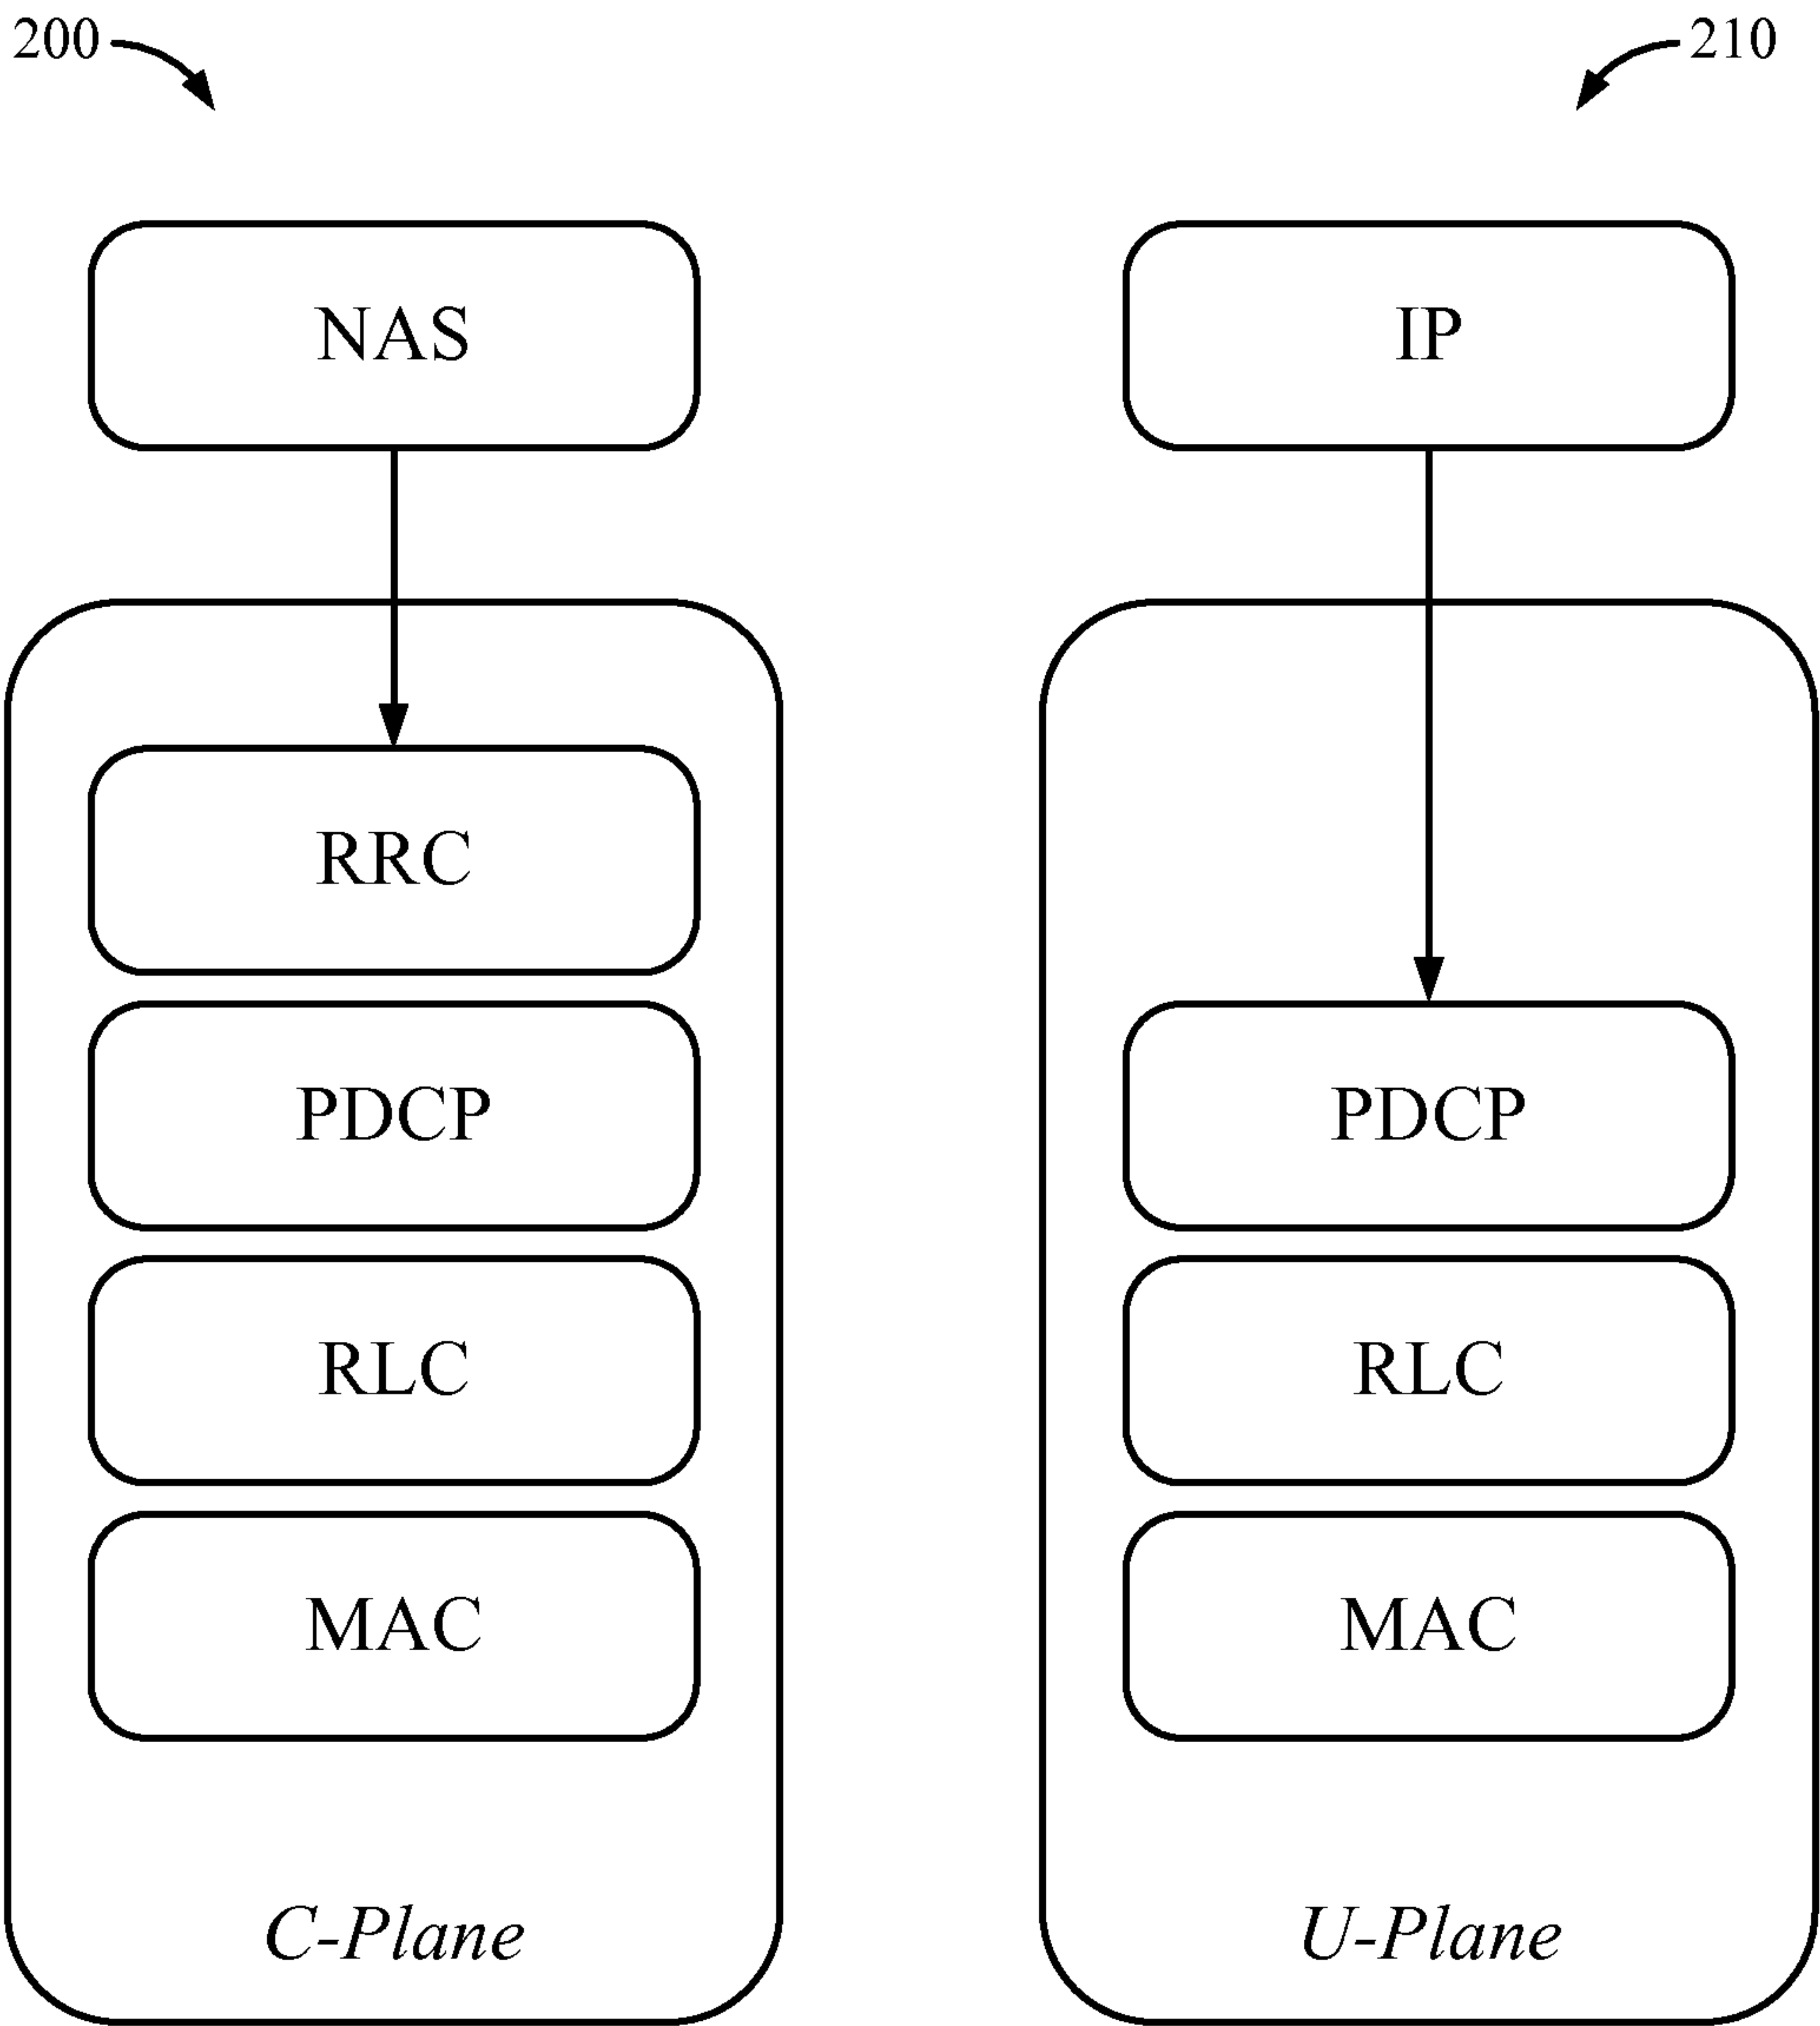 200
210
NAS
IP
RRC
PDCP
PDCP
RLC
RLC
MAC
MAC
C-Plane
U-Plane